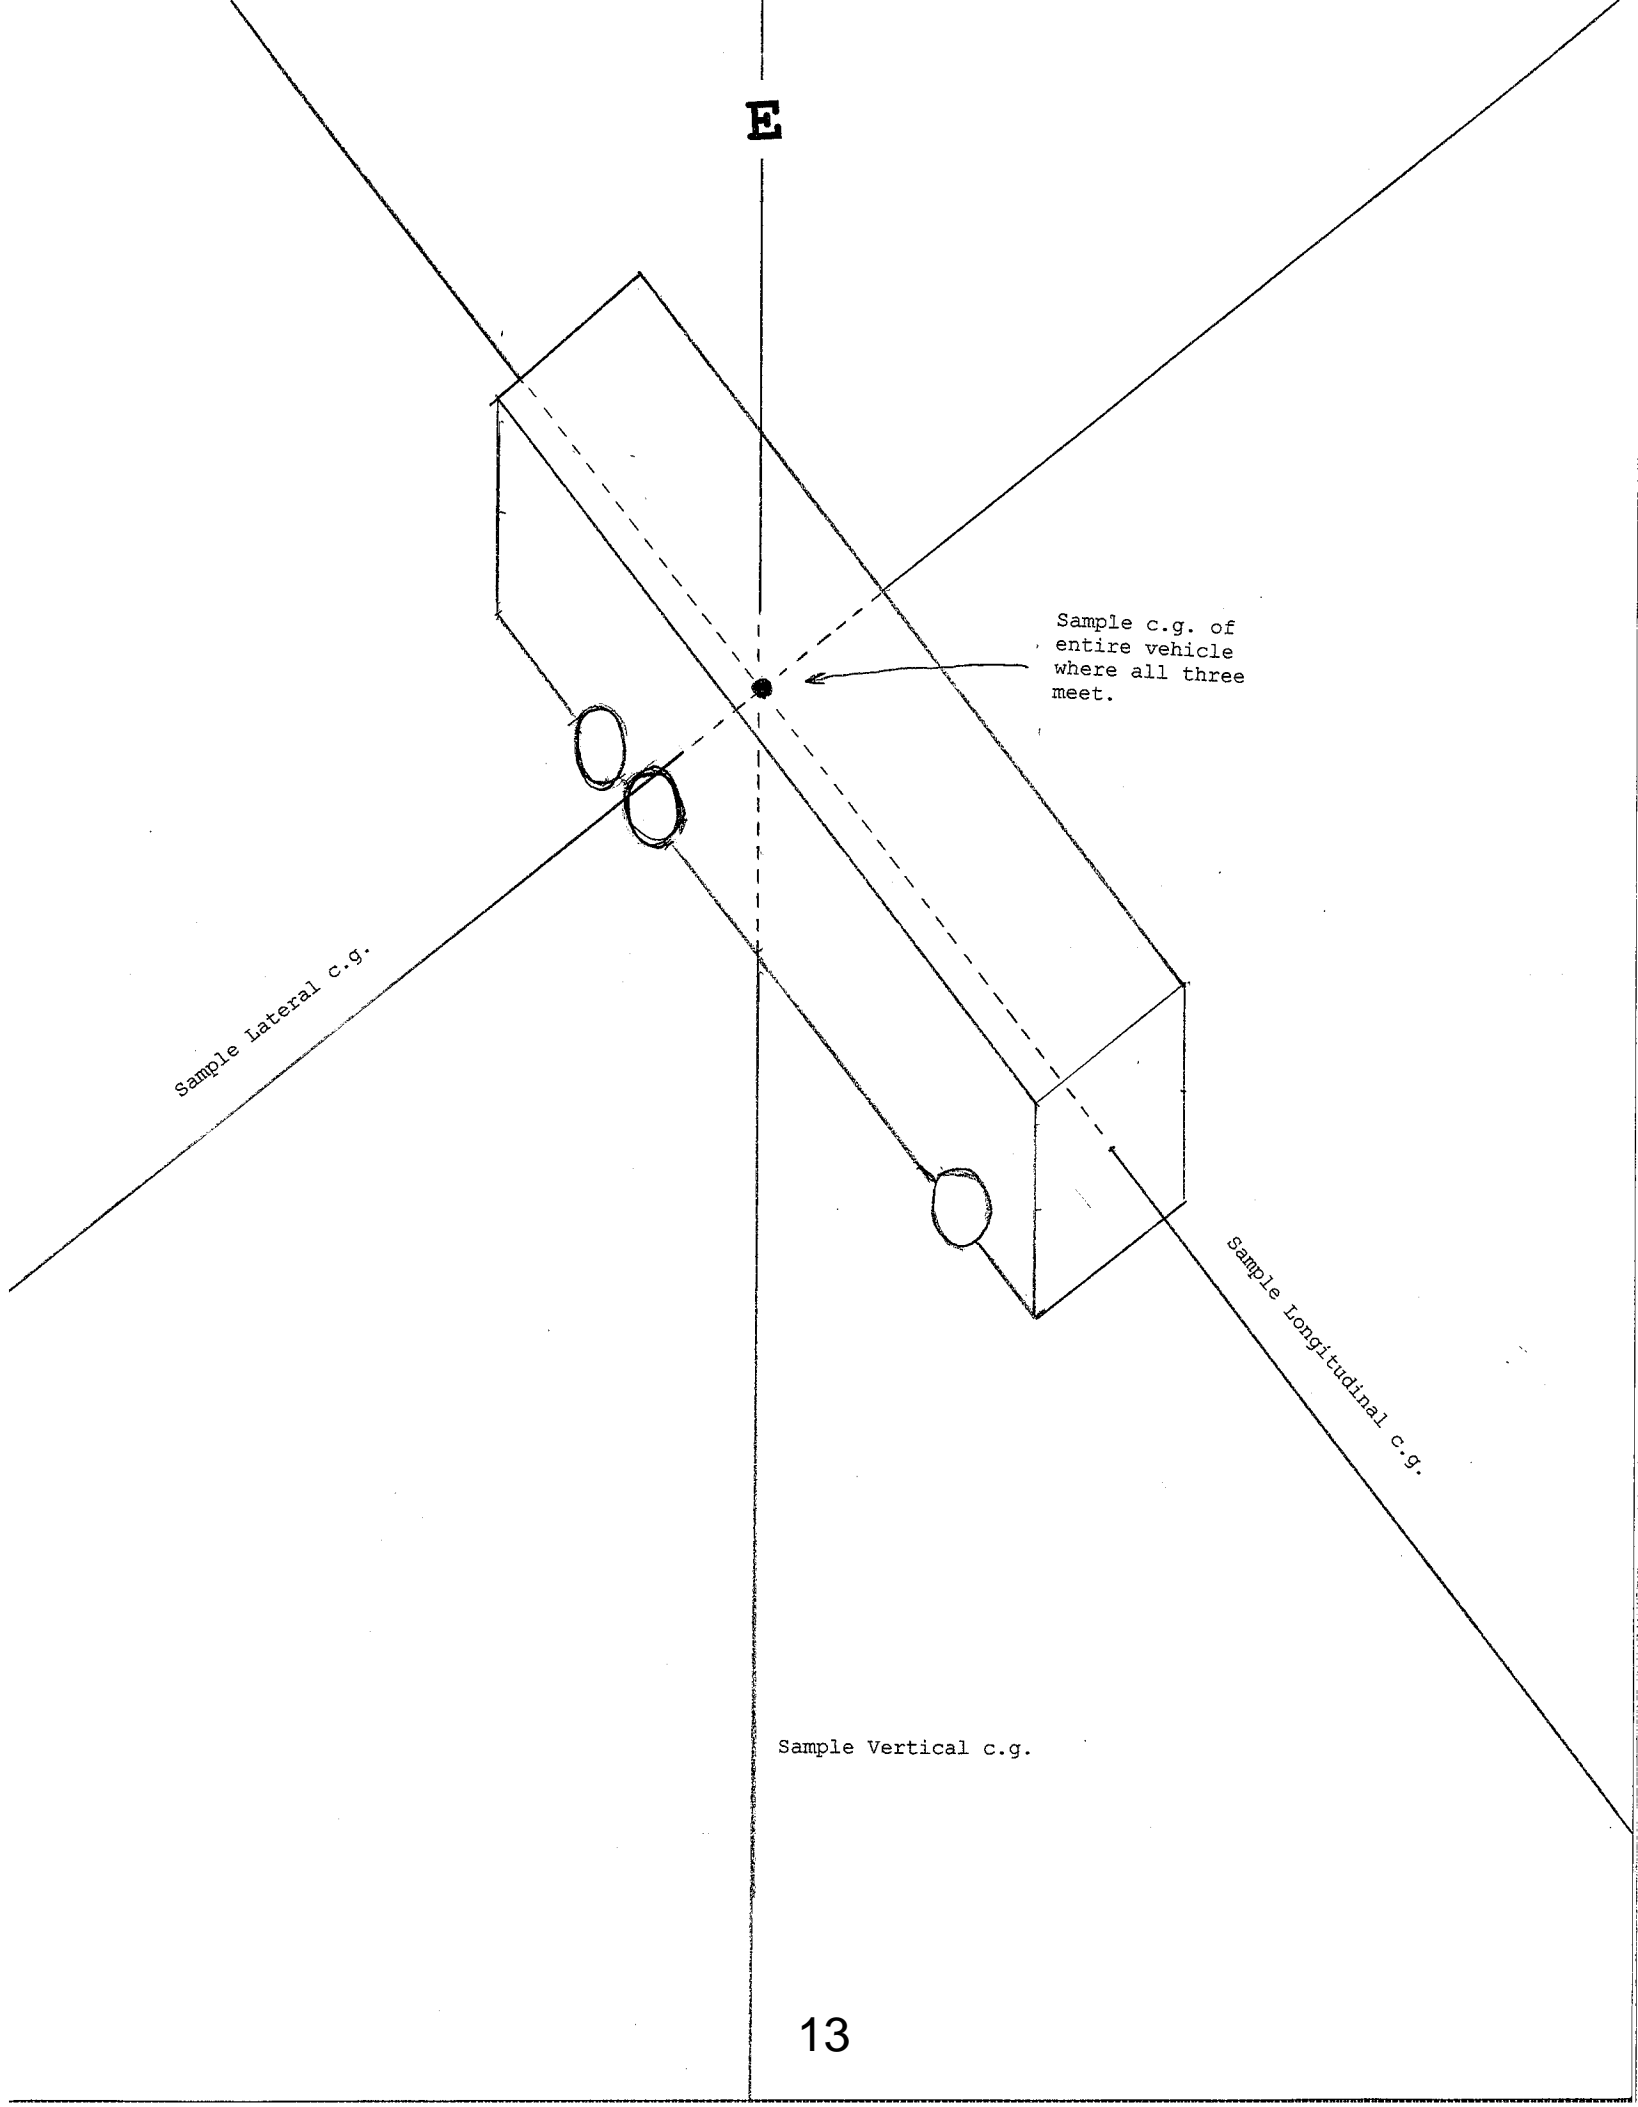 E
Sample c.g. of
entire vehicle
where all three
meet.
Sample Lateral c.g.
Sample Longitudinal c.g.
Sample Vertical c.g.
13